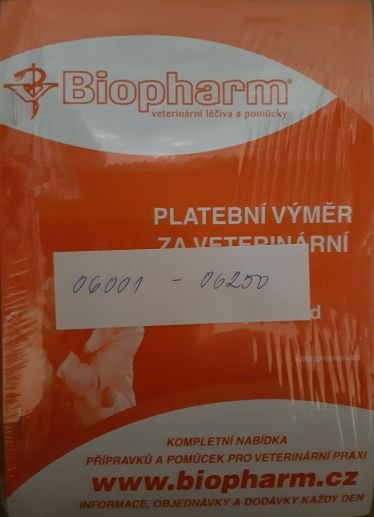 Biopharm®
veterinární léčiva a pomůcky
PLATEBNÍ VÝMĚR
ZA VETERINÁRNÍ
06001 - 06250
KOMPLETNÍ NABÍDKA
PŘÍPRAVKŮ A POMŮCEK PRO VETERINÁRNÍ PRAXI
www.biopharm.cz
INFORMACE, OBJEDNÁVKY A DODÁVKY KAŽDÝ DEN